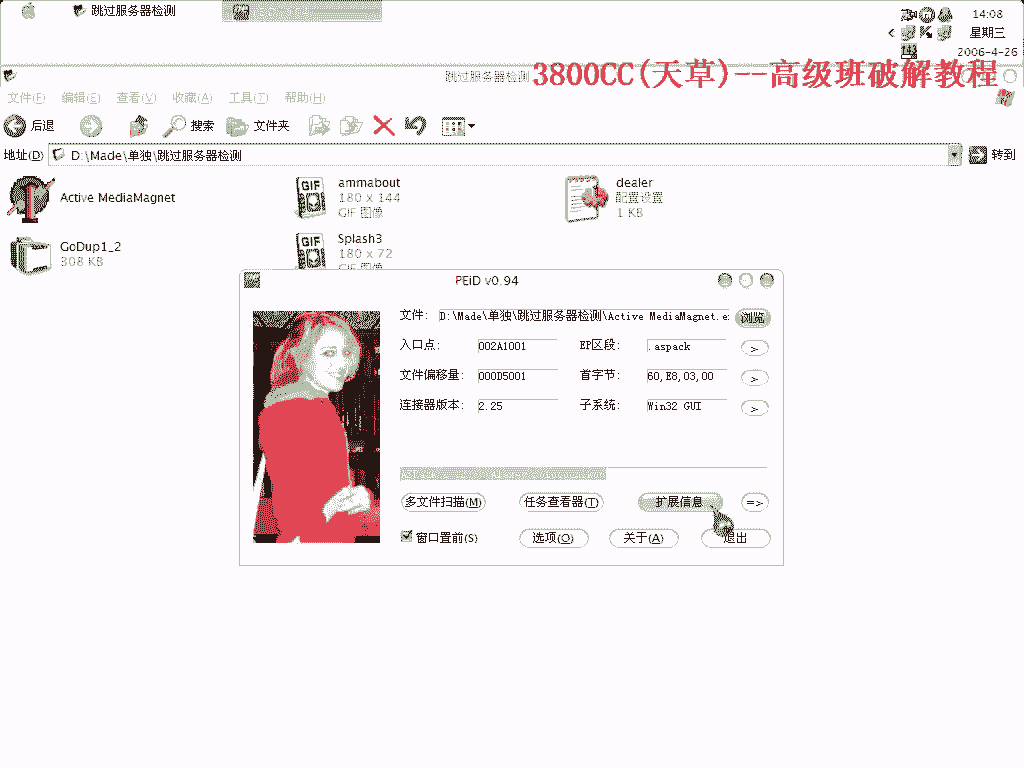 跳过服务器检测
14:08
星期三
2006-4-26
跳过服务器检测
3800CC(天草)--高级班破解教程
文件(F) 编辑(E) 查看(V) 收藏(A) 工具(T) 帮助(H)
后退 搜索 文件夹
地址(D) D:\Made\单独\跳过服务器检测 转到
Active MediaMagnet
ammabout
180 x 144
GIF 图像
dealer
配置设置
1 KB
GoDup1_2
308 KB
Splash3
180 x 72
GIF 图像
PEiD v0.94
文件: D:\Made\单独\跳过服务器检测\Active MediaMagnet.e 浏览
入口点: 002A1001 EP区段: .aspack >
文件偏移量: 000D5001 首字节: 60,E8,03,00 >
连接器版本: 2.25 子系统: Win32 GUI >
多文件扫描(M) 任务查看器(T) 扩展信息 =>
窗口置前(S) 选项(O) 关于(A) 退出